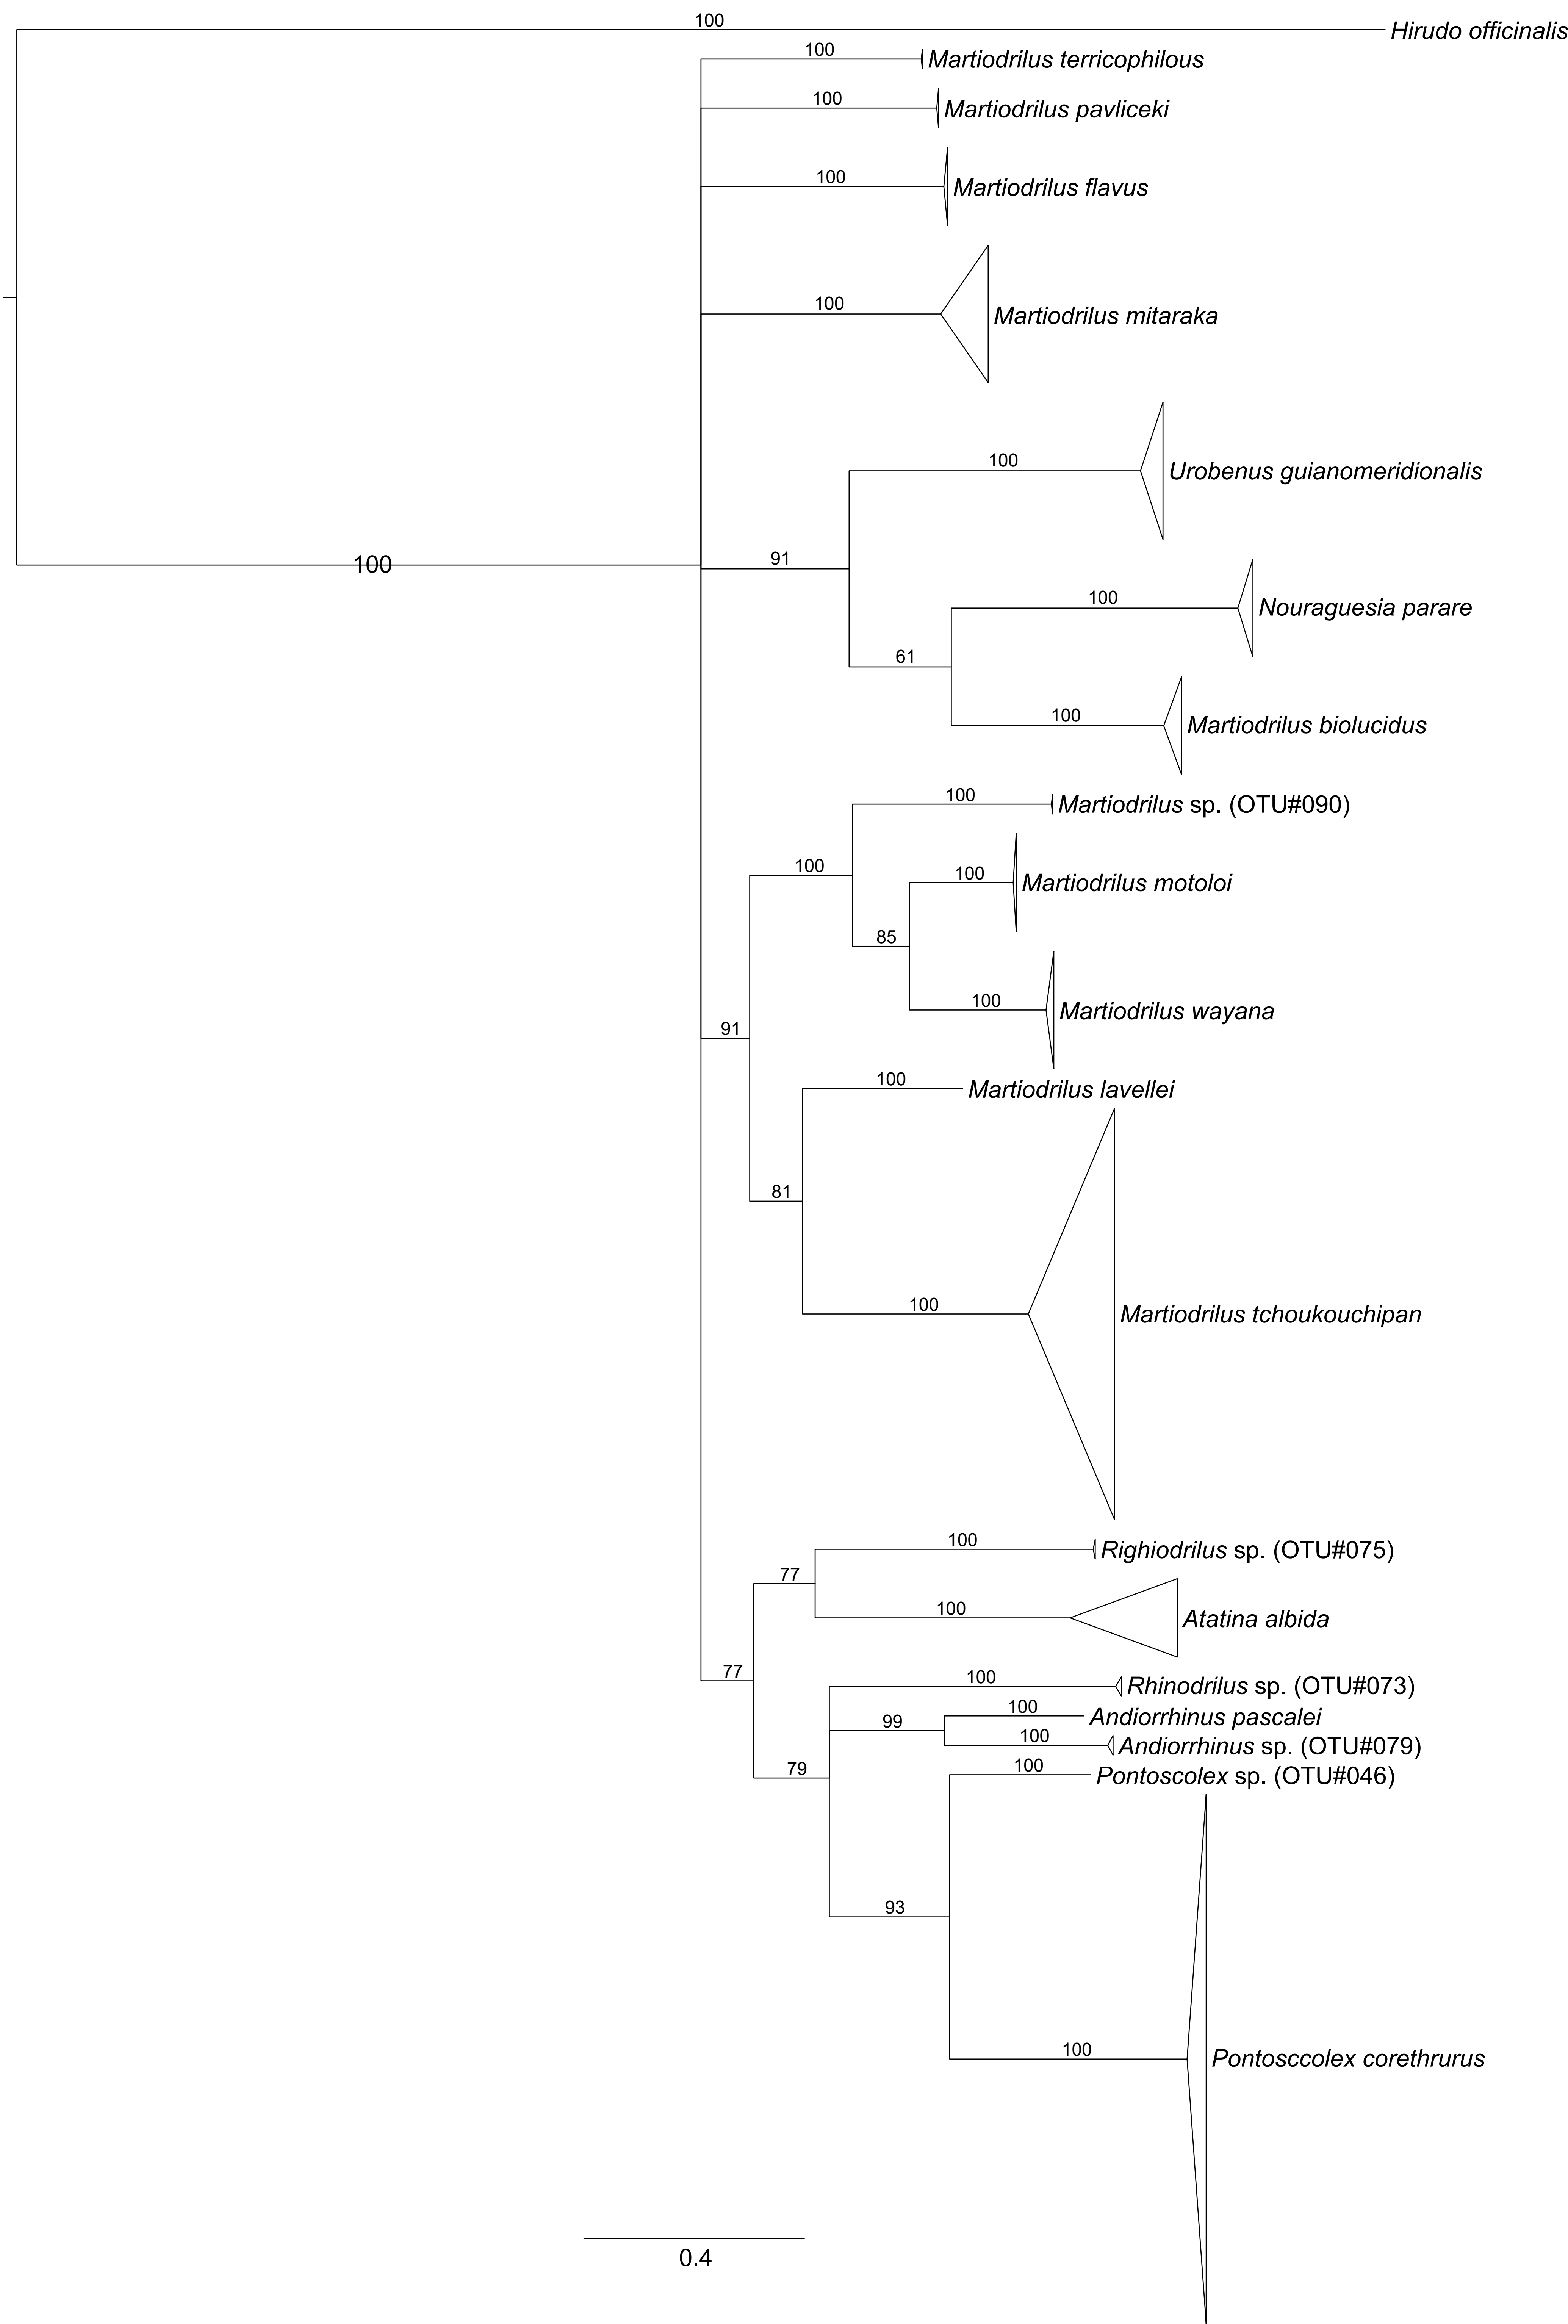 100
Hirudo officinalis
100
Martiodrilus terricophilous
100
Martiodrilus pavliceki
100
Martiodrilus flavus
100
Martiodrilus mitaraka
100
Urobenus guianomeridionalis
100
91
100
Nouraguesia parare
61
100
Martiodrilus biolucidus
100
Martiodrilus sp. (OTU#090)
100
100
Martiodrilus motoloi
85
100
Martiodrilus wayana
91
100
Martiodrilus lavellei
81
100
Martiodrilus tchoukouchipan
100
Righiodrilus sp. (OTU#075)
77
100
Atatina albida
77
100
Rhinodrilus sp. (OTU#073)
99
100
Andiorrhinus pascalei
100
Andiorrhinus sp. (OTU#079)
79
100
Pontoscolex sp. (OTU#046)
93
100
Pontosccolex corethrurus
0.4